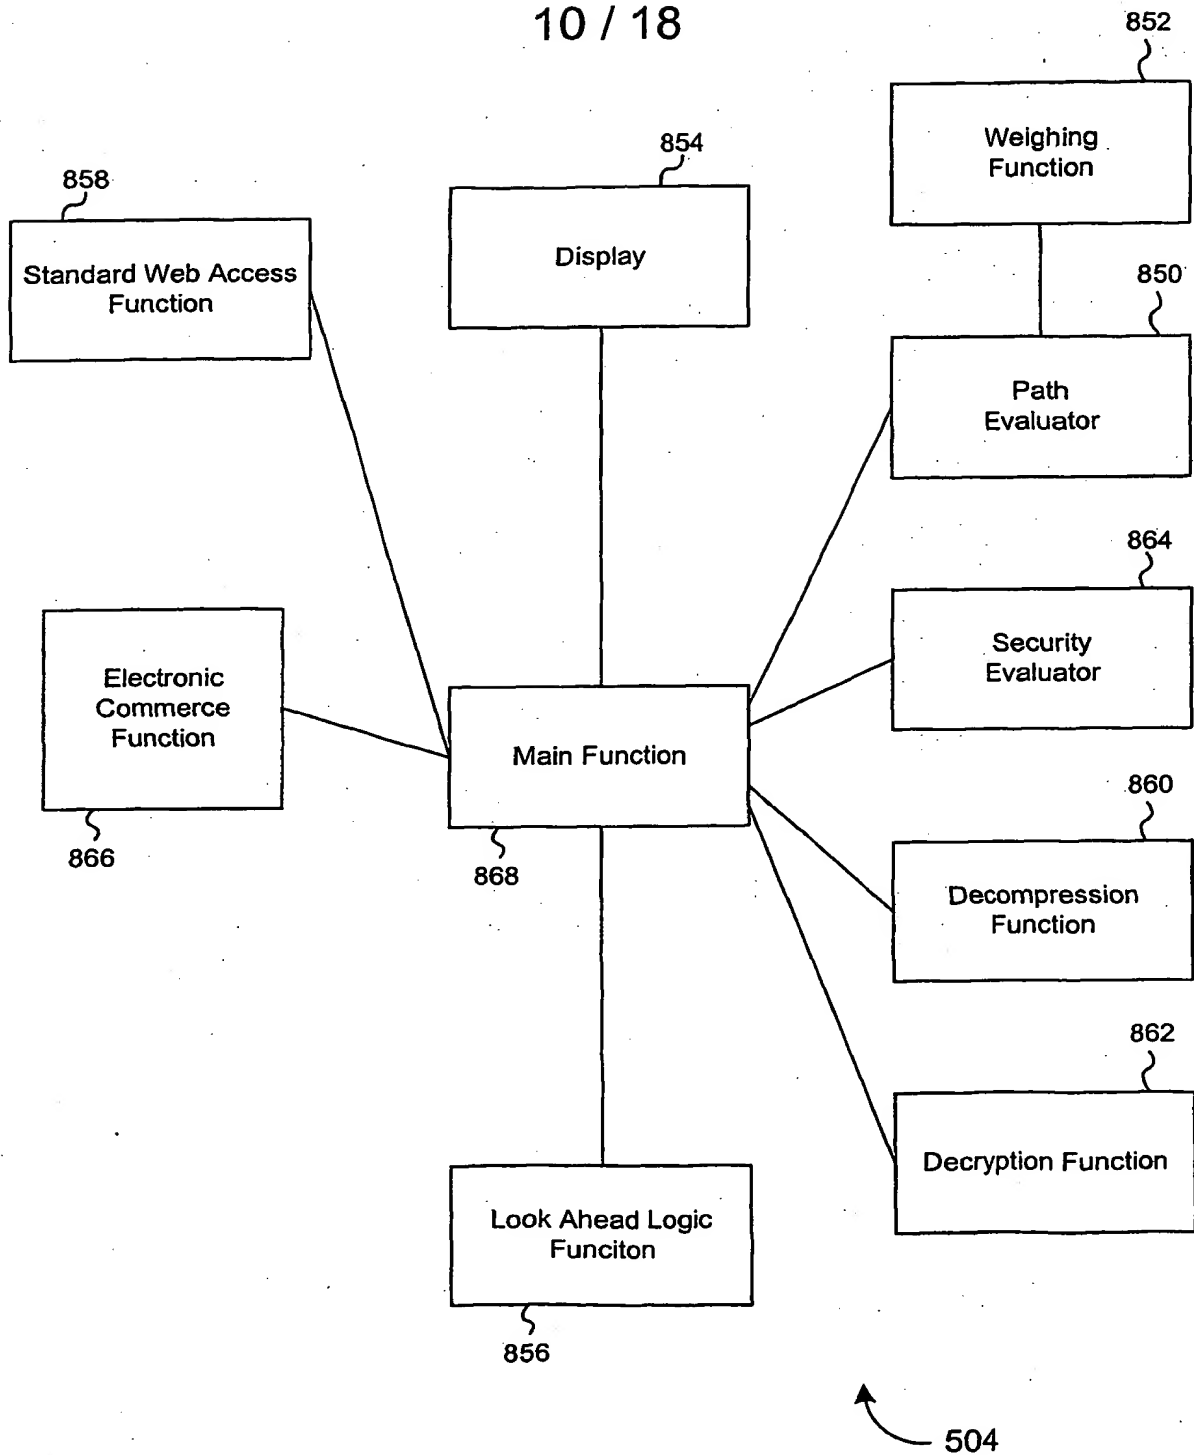 10 / 18
852
Weighing
Function
854
858
Display
Standard Web Access
Function
850
Path
Evaluator
864
Security
Evaluator
Electronic
Commerce
Function
Main Function
860
866
868
Decompression
Function
862
Decryption Function
Look Ahead Logic
Funciton
856
504